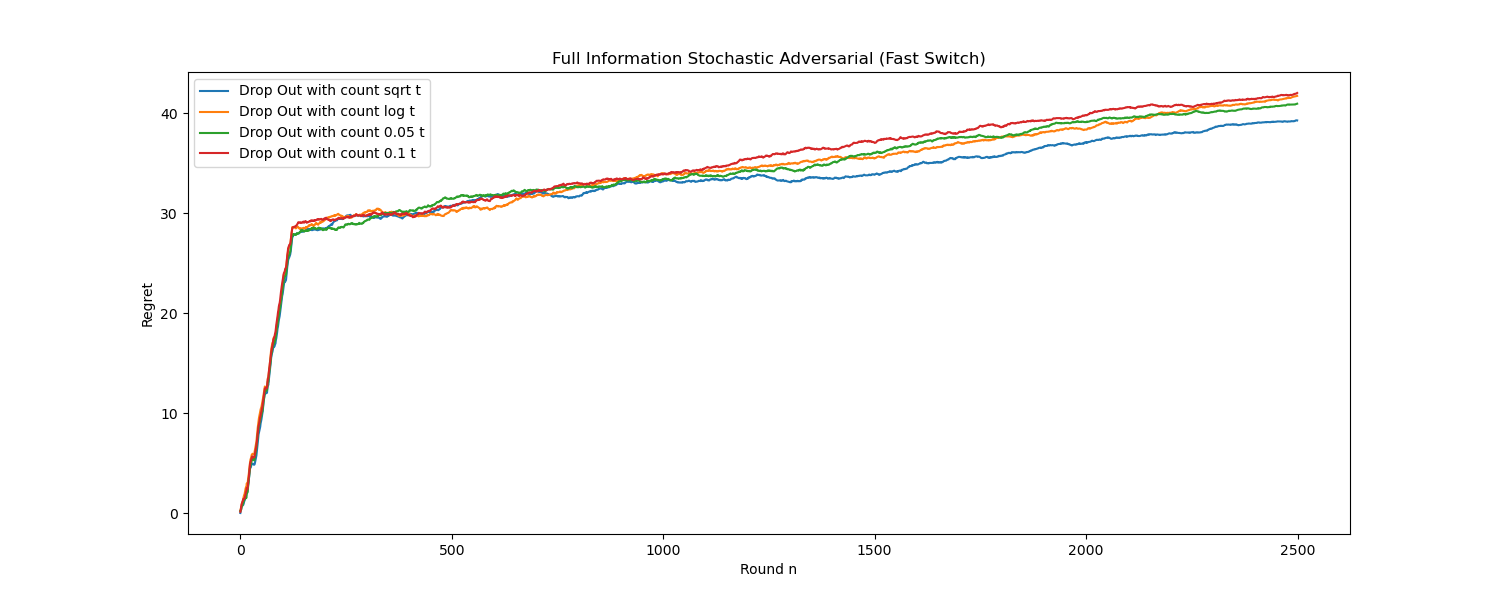 Full Information Stochastic Adversarial (Fast Switch)
Drop Out with count sqrt t
Drop Out with count log t
Drop Out with count 0.05 t
Drop Out with count 0.1 t
40
30
20
10
0
Regret
0 500 1000 1500 2000 2500
Round n